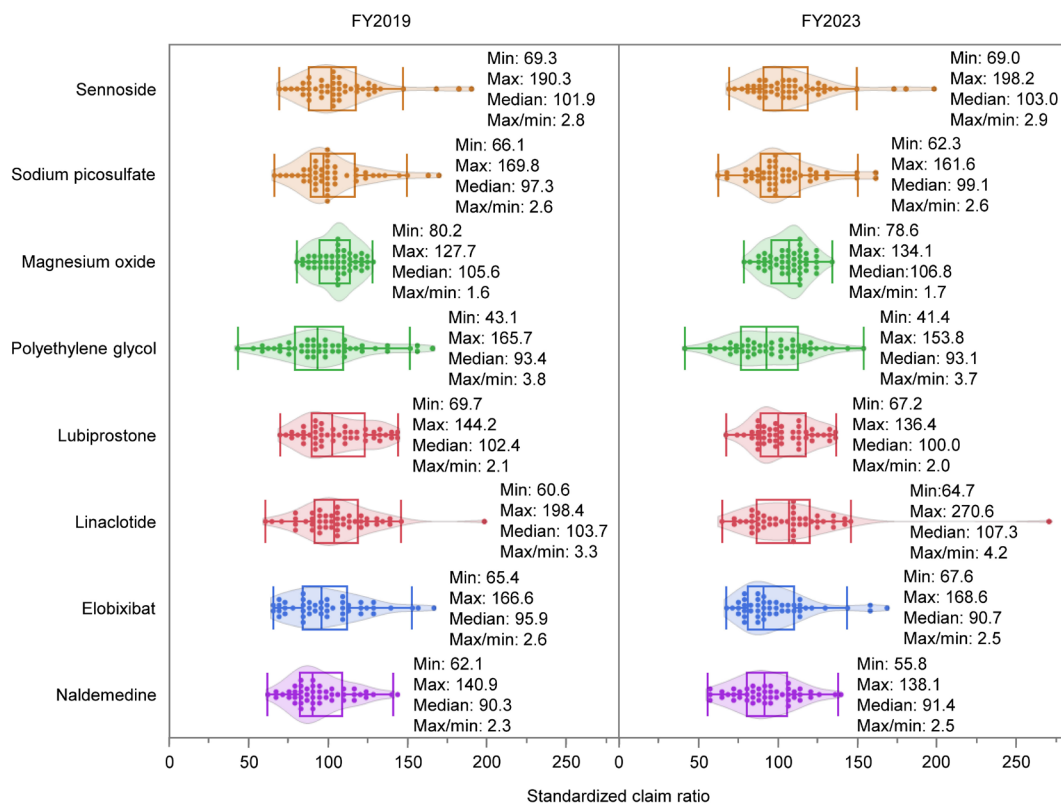 FY2019
FY2023
Sennoside
Min: 69.3
Max: 190.3
Median: 101.9
Max/min: 2.8
Min: 69.0
Max: 198.2
Median: 103.0
Max/min: 2.9
Sodium picosulfate
Min: 66.1
Max: 169.8
Median: 97.3
Max/min: 2.6
Min: 62.3
Max: 161.6
Median: 99.1
Max/min: 2.6
Magnesium oxide
Min: 80.2
Max: 127.7
Median: 105.6
Max/min: 1.6
Min: 78.6
Max: 134.1
Median:106.8
Max/min: 1.7
Polyethylene glycol
Min: 43.1
Max: 165.7
Median: 93.4
Max/min: 3.8
Min: 41.4
Max: 153.8
Median: 93.1
Max/min: 3.7
Lubiprostone
Min: 69.7
Max: 144.2
Median: 102.4
Max/min: 2.1
Min: 67.2
Max: 136.4
Median: 100.0
Max/min: 2.0
Linaclotide
Min: 60.6
Max: 198.4
Median: 103.7
Max/min: 3.3
Min:64.7
Max: 270.6
Median: 107.3
Max/min: 4.2
Elobixibat
Min: 65.4
Max: 166.6
Median: 95.9
Max/min: 2.6
Min: 67.6
Max: 168.6
Median: 90.7
Max/min: 2.5
Naldemedine
Min: 62.1
Max: 140.9
Median: 90.3
Max/min: 2.3
Min: 55.8
Max: 138.1
Median: 91.4
Max/min: 2.5
0 50 100 150 200 250
0 50 100 150 200 250
Standardized claim ratio